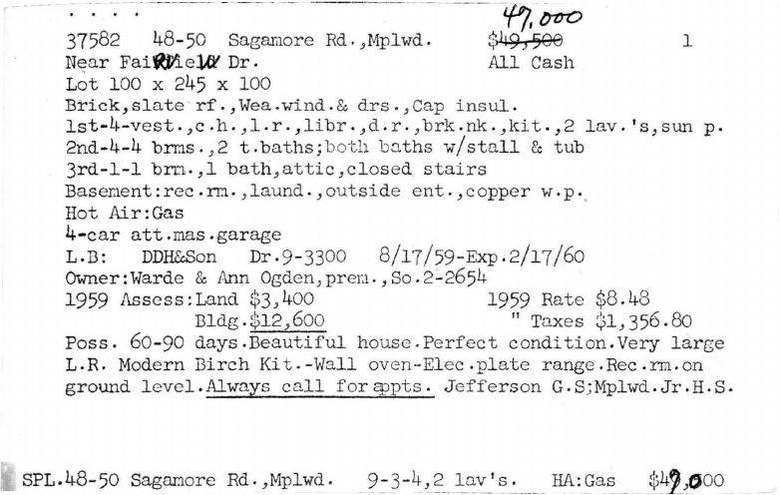 47,000
37582 48-50 Sagamore Rd.,Mplwd. $49,500 1
Near FaiRView Dr. All Cash
Lot 100 x 245 x 100
Brick,slate rf.,Wea.wind.& drs.,Cap insul.
1st-4-vest.,c.h.,l.r.,libr.,d.r.,brk.nk.,kit.,2 lav.'s,sun p.
2nd-4-4 brms.,2 t.baths;both baths w/stall & tub
3rd-1-1 brm.,1 bath,attic,closed stairs
Basement:rec.rm.,laund.,outside ent.,copper w.p.
Hot Air:Gas
4-car att.mas.garage
L.B: DDH&Son Dr.9-3300 8/17/59-Exp.2/17/60
Owner:Warde & Ann Ogden,prem.,So.2-2654
1959 Assess:Land $3,400 1959 Rate $8.48
Bldg.$12,600 " Taxes $1,356.80
Poss. 60-90 days.Beautiful house.Perfect condition.Very large
L.R. Modern Birch Kit.-Wall oven-Elec.plate range.Rec.rm.on
ground level.Always call for appts. Jefferson G.S;Mplwd.Jr.H.S.
SPL.48-50 Sagamore Rd.,Mplwd. 9-3-4,2 lav's. HA:Gas $49,000